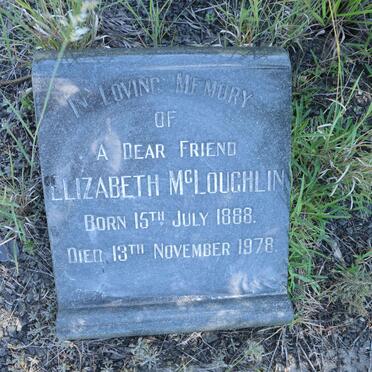 IN LOVING MEMORY
OF
A DEAR FRIEND
ELIZABETH McLOUGHLIN
BORN 15TH JULY 1888.
DIED 13TH NOVEMBER 1978